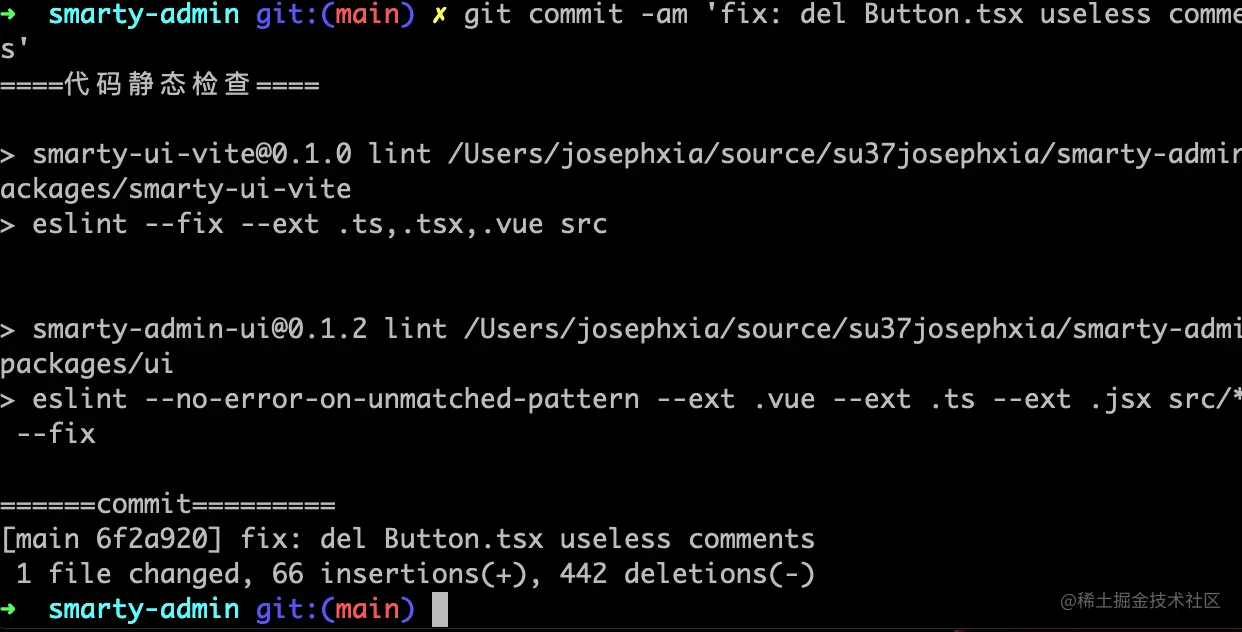 ➜  smarty-admin git:(main) ✗ git commit -am 'fix: del Button.tsx useless comme
s'
====代码静态检查====
> smarty-ui-vite@0.1.0 lint /Users/josephxia/source/su37josephxia/smarty-admin
ackages/smarty-ui-vite
> eslint --fix --ext .ts,.tsx,.vue src
> smarty-admin-ui@0.1.2 lint /Users/josephxia/source/su37josephxia/smarty-admi
packages/ui
> eslint --no-error-on-unmatched-pattern --ext .vue --ext .ts --ext .jsx src/*
--fix
======commit=========
[main 6f2a920] fix: del Button.tsx useless comments
1 file changed, 66 insertions(+), 442 deletions(-)
➜  smarty-admin git:(main)
@稀土掘金技术社区